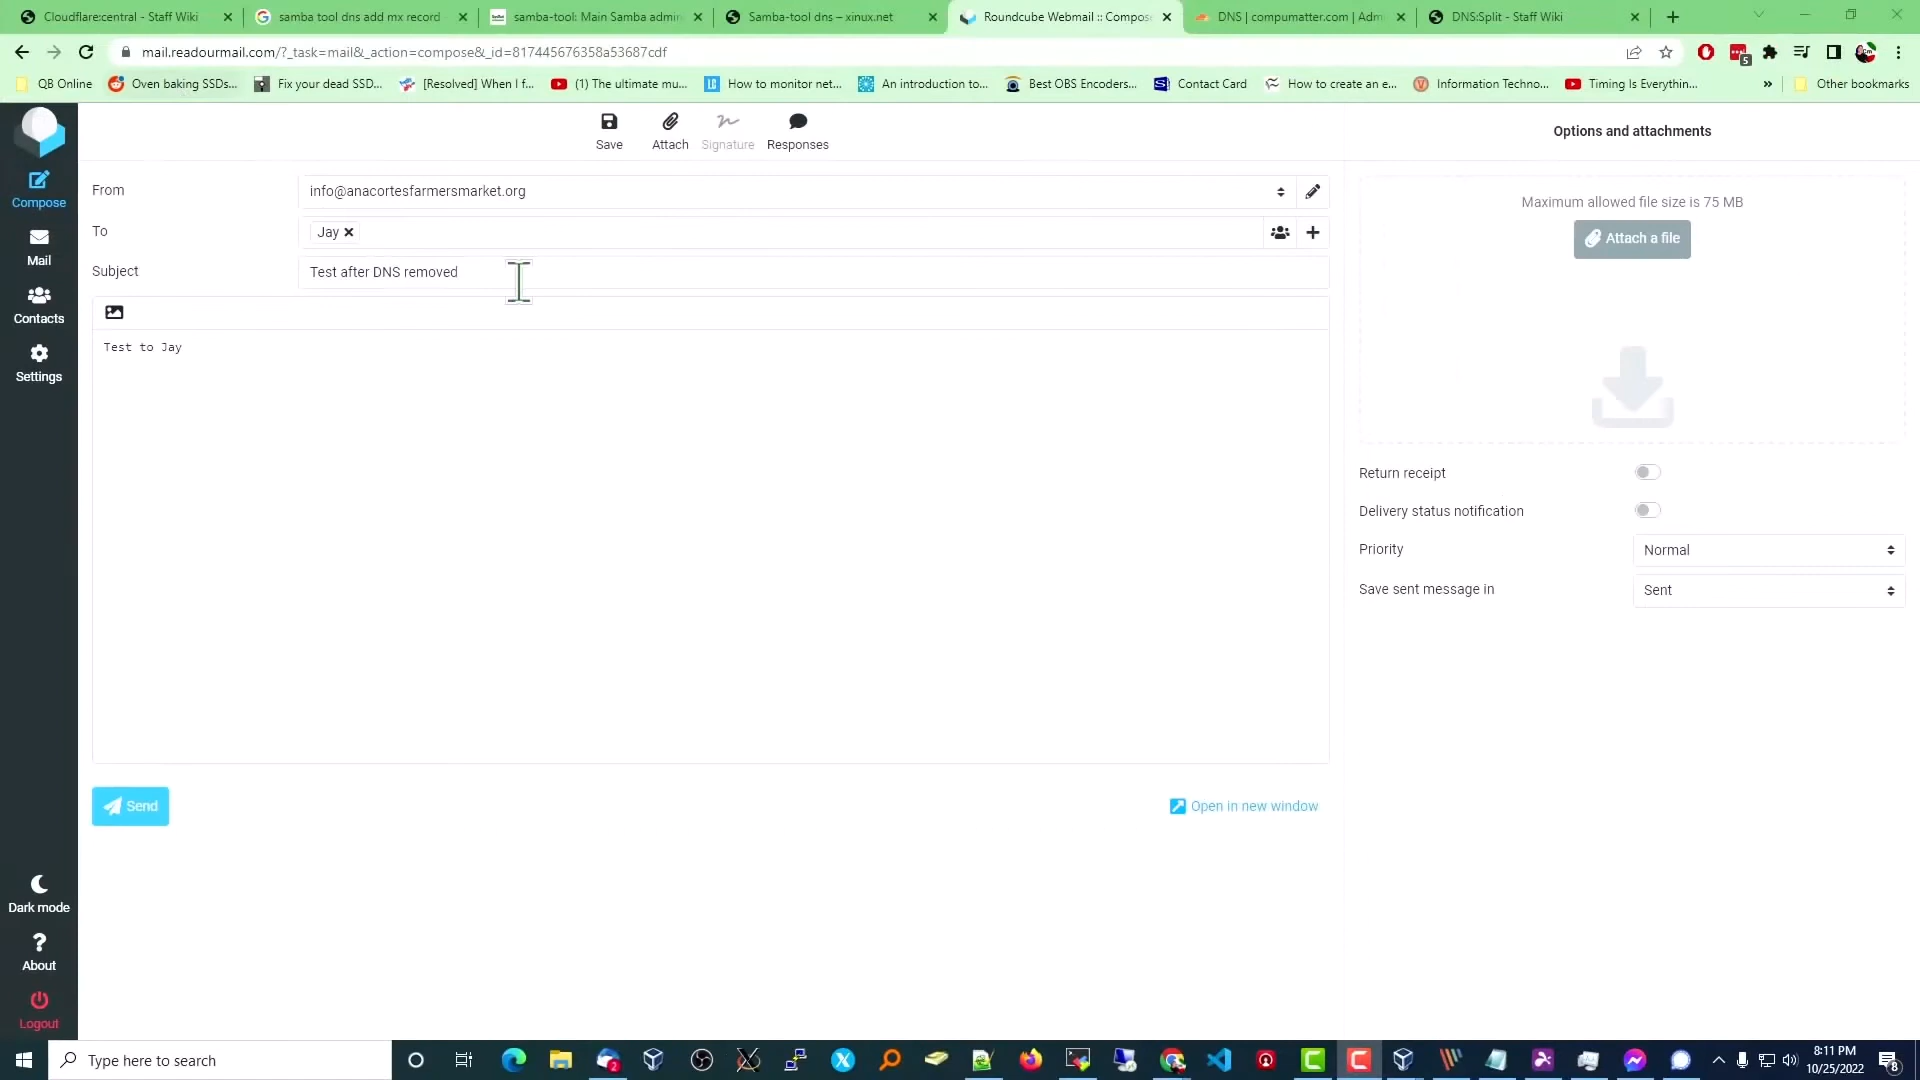 Cloudflare:central - Staff Wiki
samba tool dns add mx record
samba-tool: Main Samba admin
Samba-tool dns – xinux.net
Roundcube Webmail :: Compose
DNS | compumatter.com | Adm
DNS:Split - Staff Wiki
mail.readourmail.com/?_task=mail&_action=compose&_id=817445676358a53687cdf
5
QB Online
Oven baking SSDs...
Fix your dead SSD...
[Resolved] When I f...
(1) The ultimate mu...
How to monitor net...
An introduction to...
Best OBS Encoders...
Contact Card
How to create an e...
Information Techno...
Timing Is Everythin...
»
Other bookmarks
Save
Attach
Signature
Responses
Options and attachments
Compose
Mail
Contacts
Settings
From
info@anacortesfarmersmarket.org
To
Jay
Subject
Test after DNS removed
Test to Jay
Maximum allowed file size is 75 MB
Attach a file
Return receipt
Delivery status notification
Priority
Normal
Save sent message in
Sent
Send
Open in new window
Dark mode
About
Logout
Type here to search
2
8:11 PM
10/25/2022
8